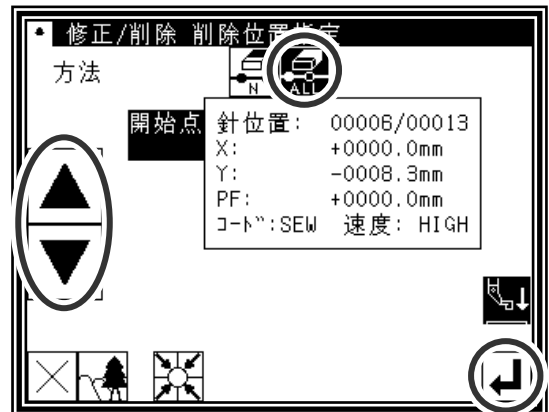 修正/削除 削除位置指定
方法
N ALL
開始点
針位置: 00006/00013
X: +0000.0mm
Y: -0008.3mm
PF: +0000.0mm
コード:SEW 速度: HIGH